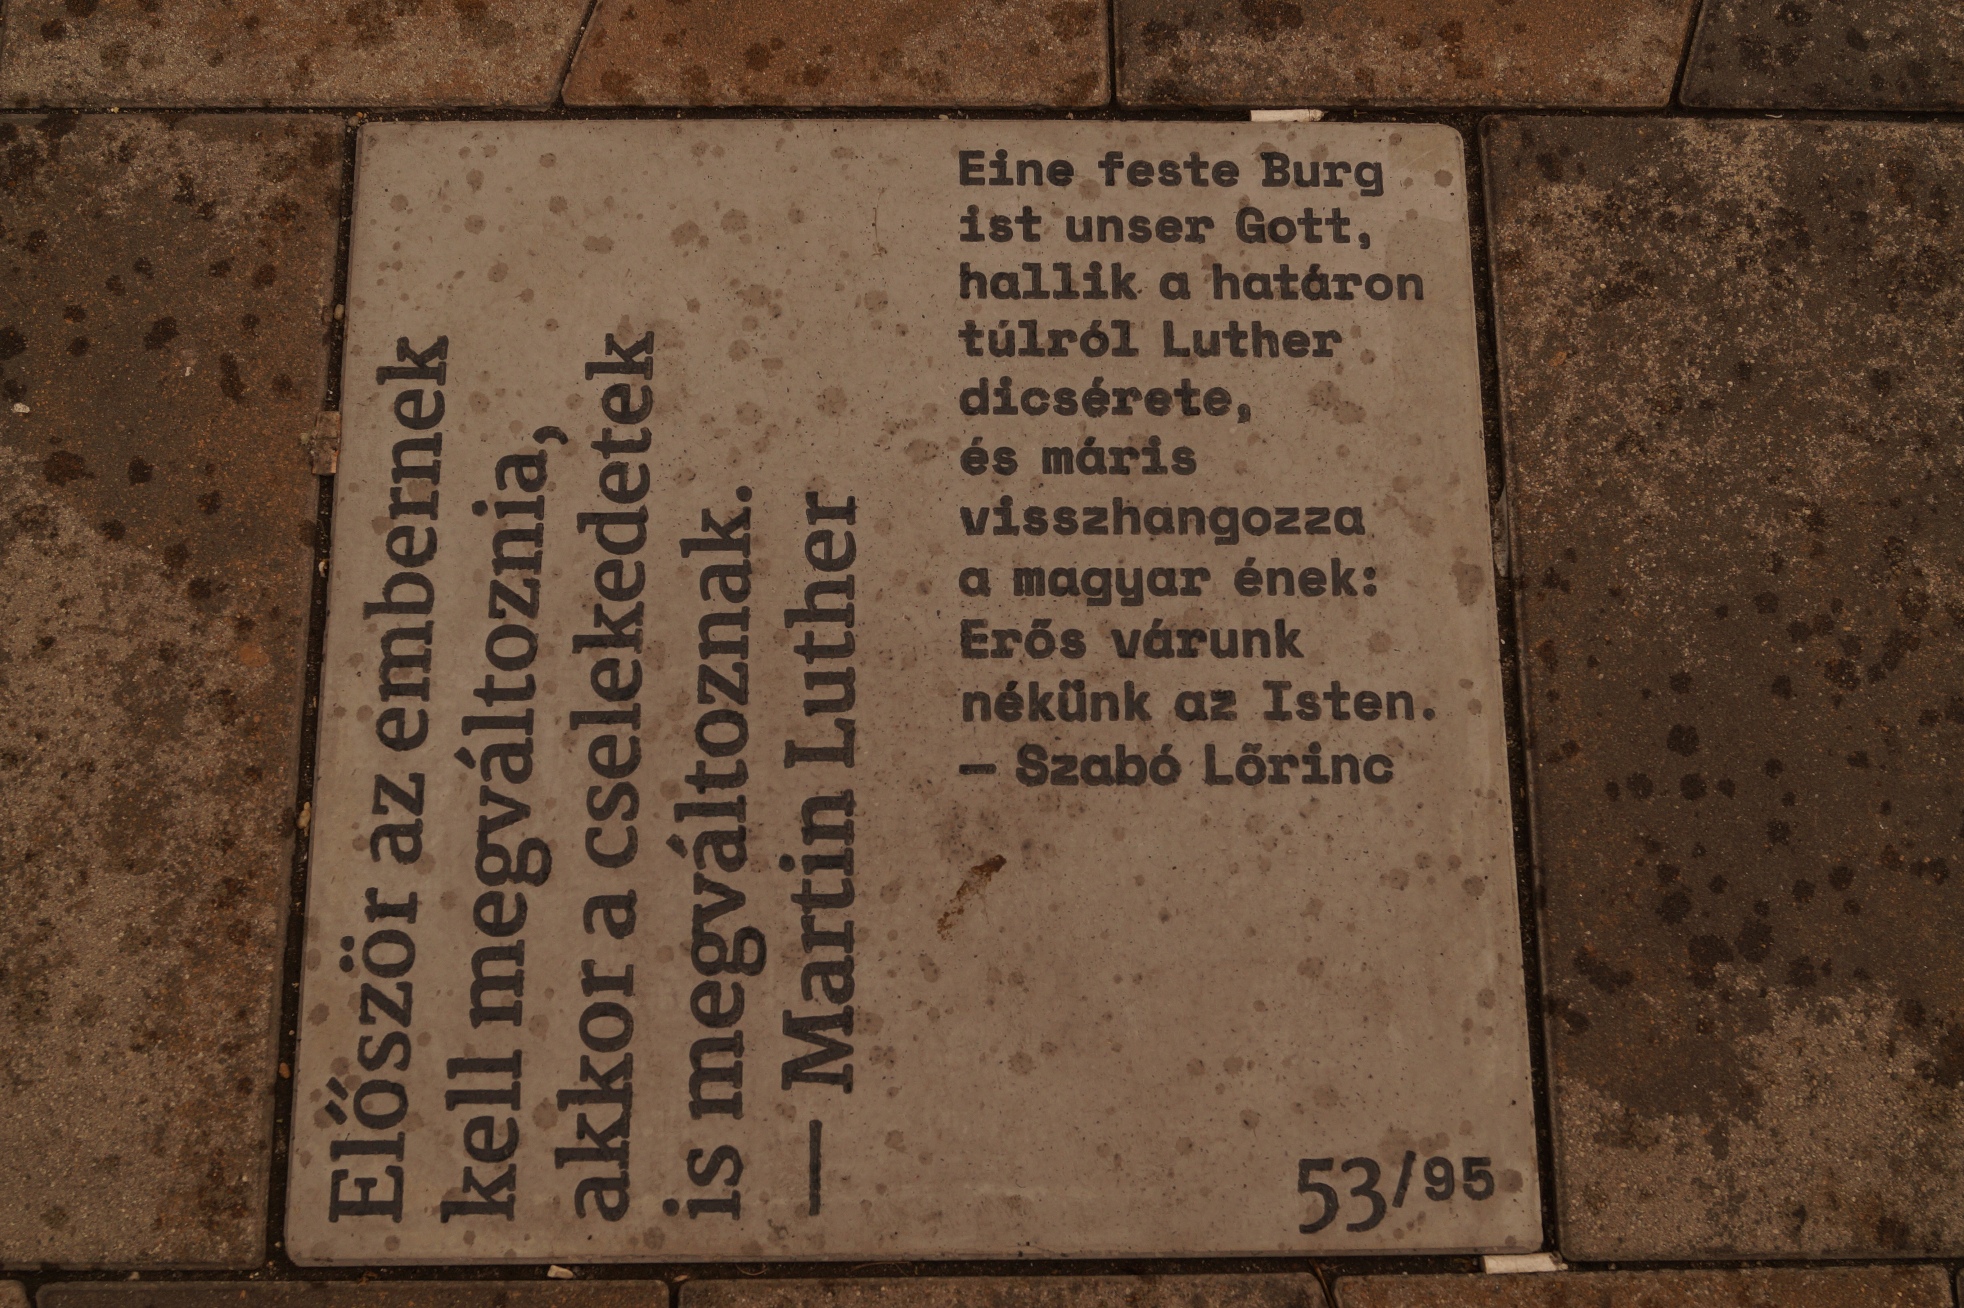 Először az embernek
kell megváltoznia,
akkor a cselekedetek
is megváltoznak.
— Martin Luther
Eine feste Burg
ist unser Gott,
hallik a határon
túlról Luther
dicsérete,
és máris
visszhangozza
a magyar ének:
Erős várunk
nékünk az Isten.
— Szabó Lőrinc
53/95